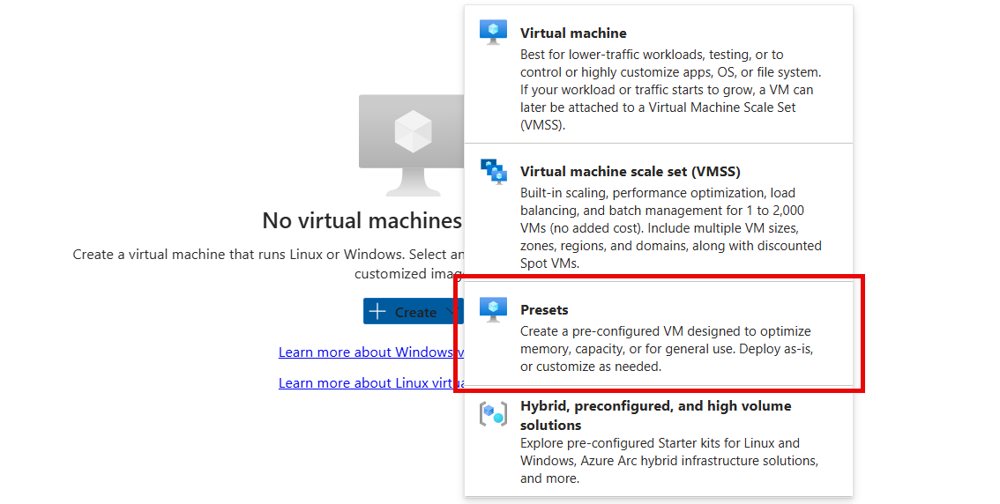 Virtual machine
Best for lower-traffic workloads, testing, or to
control or highly customize apps, OS, or file system.
If your workload or traffic starts to grow, a VM can
later be attached to a Virtual Machine Scale Set
(VMSS).
Virtual machine scale set (VMSS)
Built-in scaling, performance optimization, load
balancing, and batch management for 1 to 2,000
VMs (no added cost). Include multiple VM sizes,
zones, regions, and domains, along with discounted
Spot VMs.
Presets
Create a pre-configured VM designed to optimize
memory, capacity, or for general use. Deploy as-is,
or customize as needed.
Hybrid, preconfigured, and high volume
solutions
Explore pre-configured Starter kits for Linux and
Windows, Azure Arc hybrid infrastructure solutions,
and more.
No virtual machines
Create a virtual machine that runs Linux or Windows. Select an
customized
Create
Learn more about Windows
Learn more about Linux